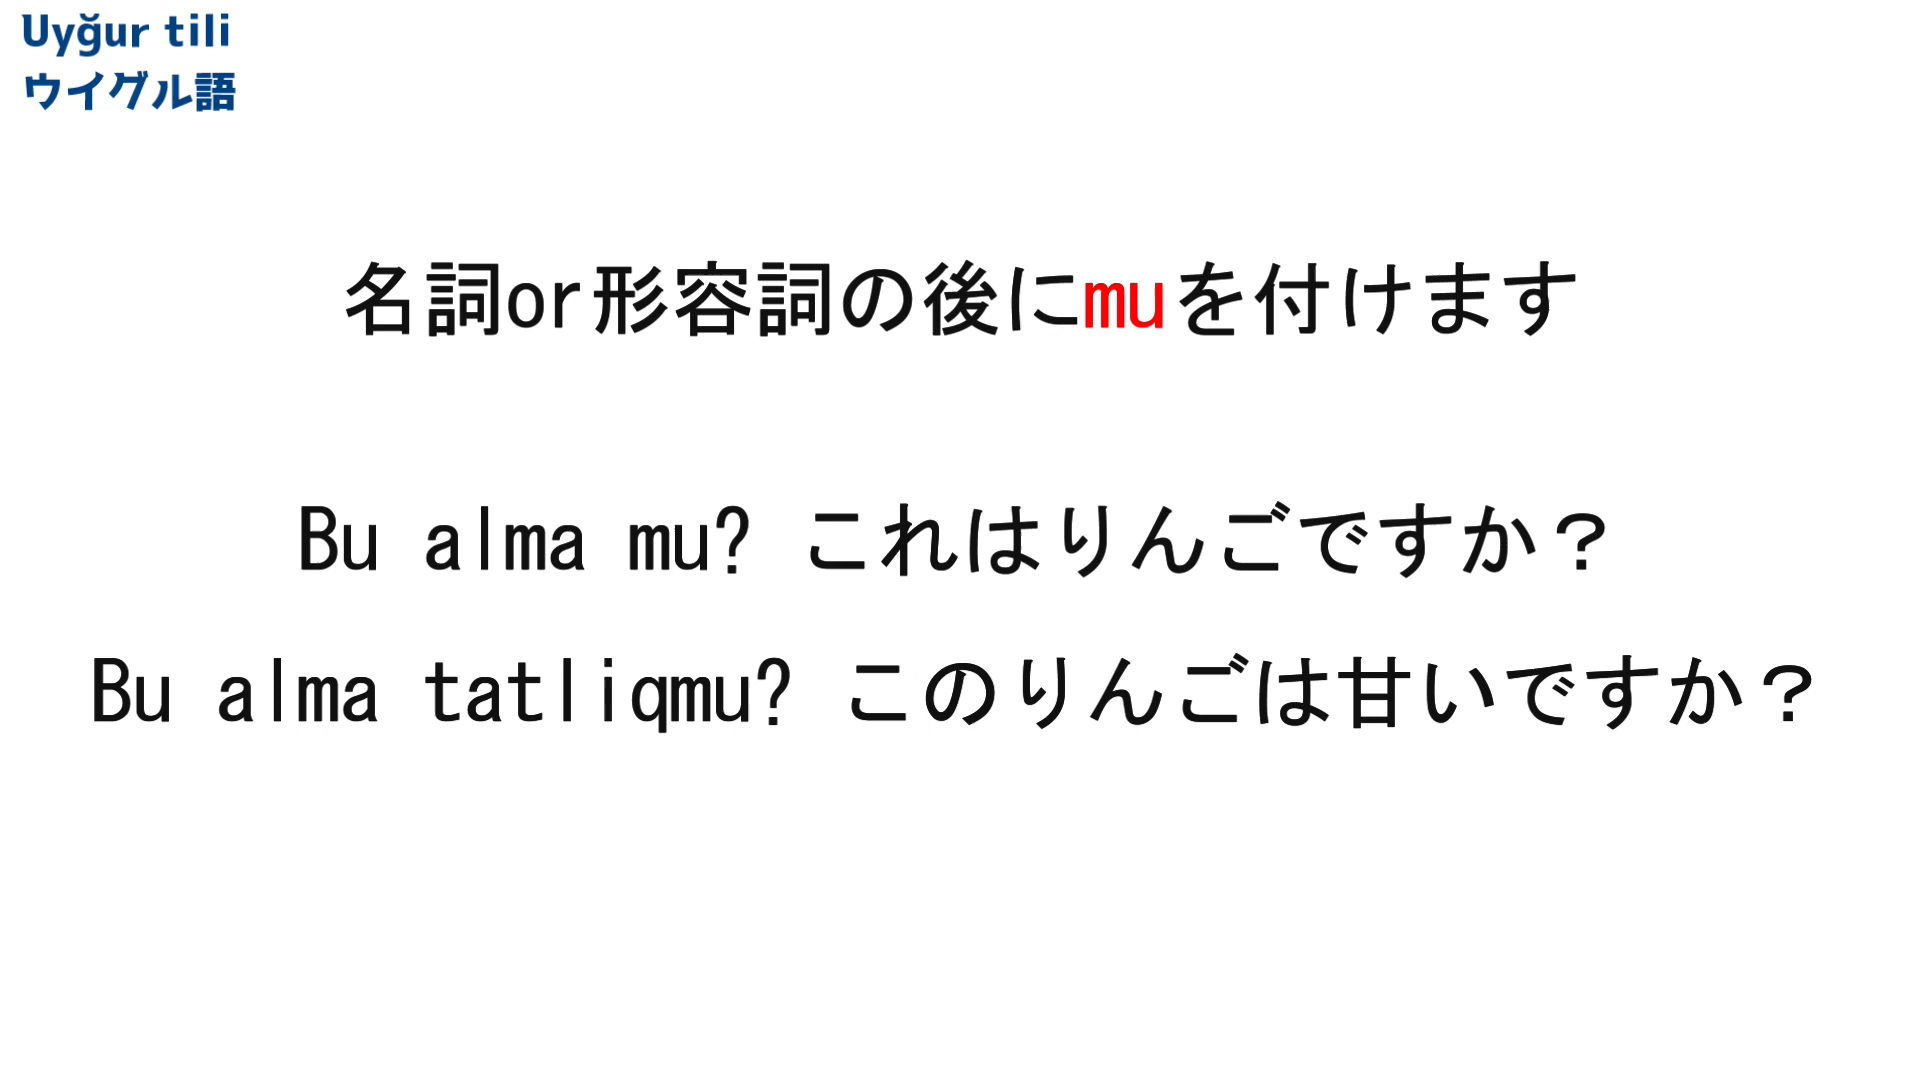 Uyğur tili
ウイグル語
名詞or形容詞の後にmuを付けます
Bu alma mu? これはりんごですか？
Bu alma tatliqmu? このりんごは甘いですか？